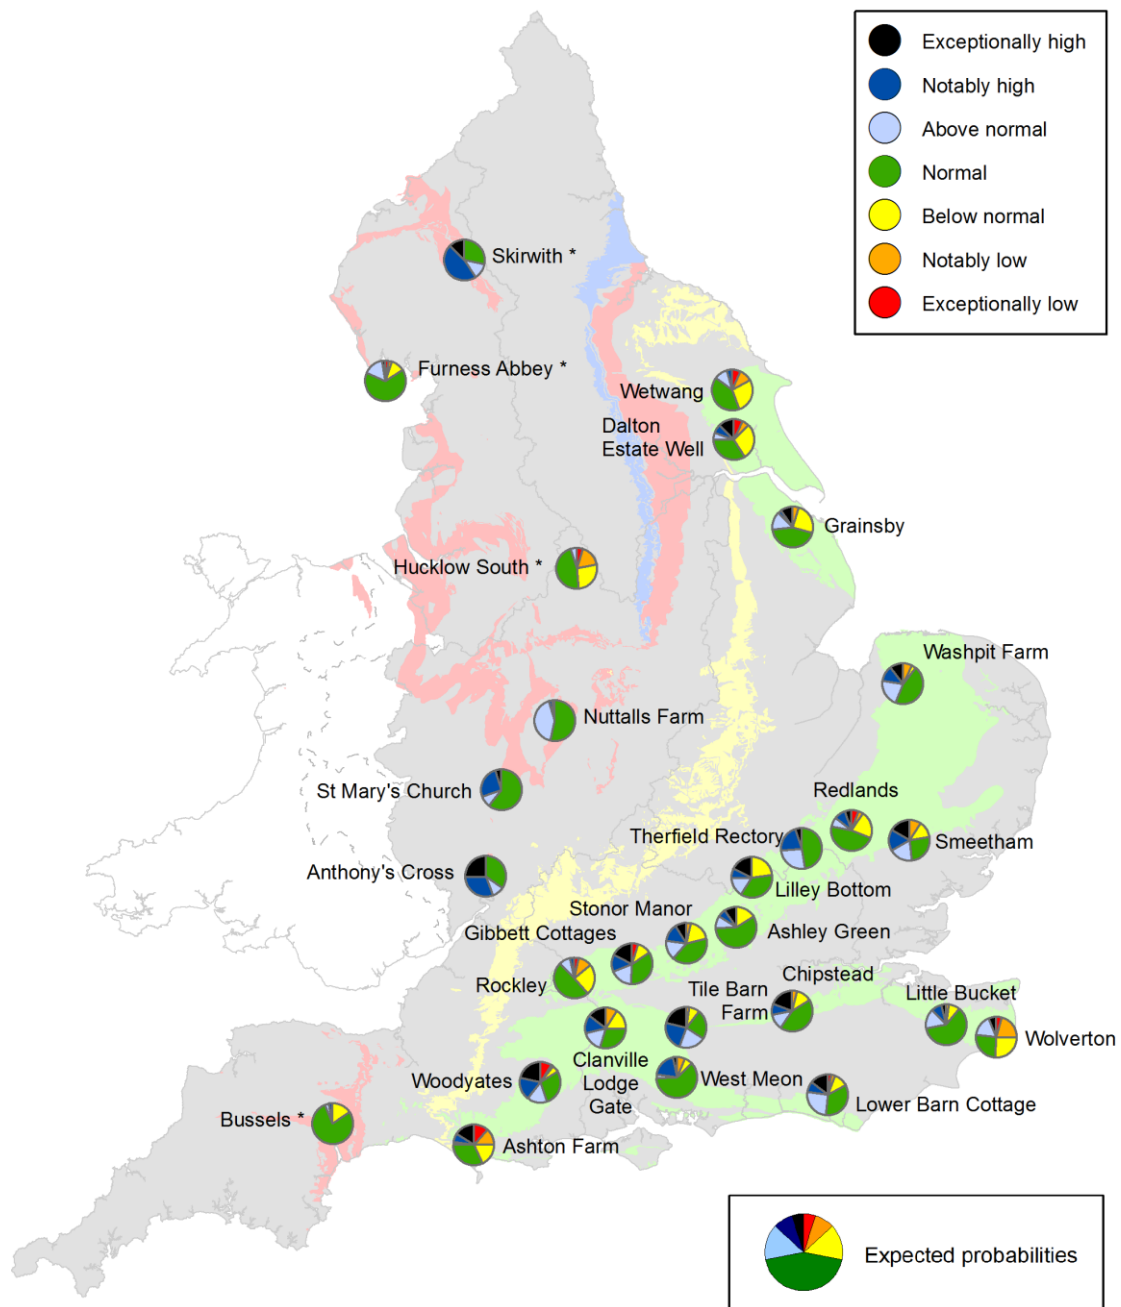 Exceptionally high
Notably high
Above normal
Normal
Below normal
Notably low
Exceptionally low
Skirwith *
Furness Abbey *
Wetwang
Dalton
Estate Well
Grainsby
Hucklow South *
Washpit Farm
Nuttalls Farm
St Mary's Church
Redlands
Therfield Rectory
Smeetham
Anthony's Cross
Lilley Bottom
Stonor Manor
Gibbett Cottages
Ashley Green
Chipstead
Rockley
Tile Barn
Farm
Little Bucket
Wolverton
Clanville
Lodge
Gate
Woodyates
West Meon
Lower Barn Cottage
Bussels *
Ashton Farm
Expected probabilities